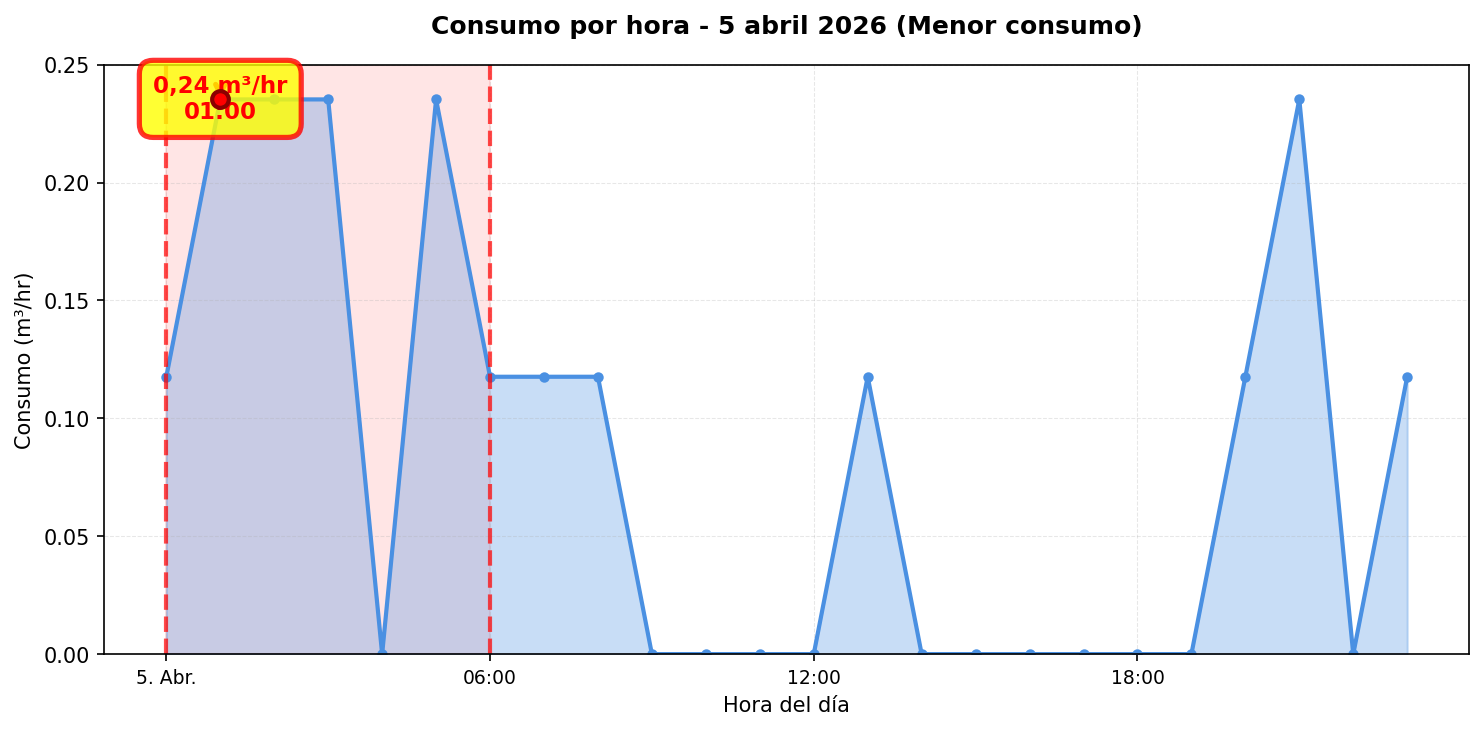 Consumo por hora - 5 abril 2026 (Menor consumo)
0,24 m³/hr
01:00
0.25
0.20
0.15
0.10
0.05
0.00
Consumo (m³/hr)
5. Abr.
06:00
12:00
18:00
Hora del día